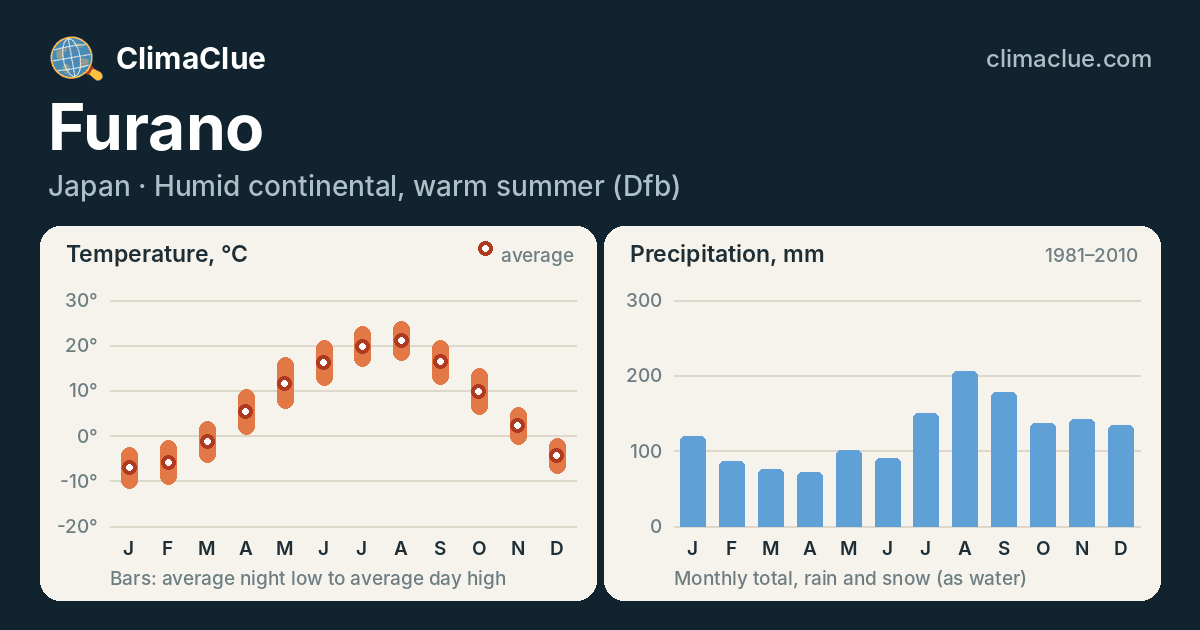 ClimaClue
climaclue.com
Furano
Japan · Humid continental, warm summer (Dfb)
Temperature, °C
average
30°
20°
10°
0°
-10°
-20°
J F M A M J J A S O N D
Bars: average night low to average day high
Precipitation, mm
1981–2010
300
200
100
0
J F M A M J J A S O N D
Monthly total, rain and snow (as water)